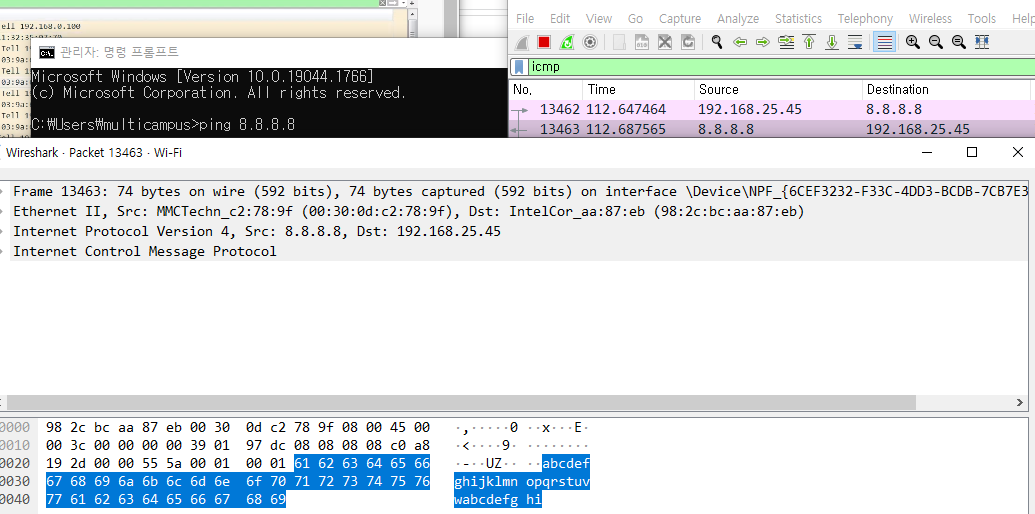 ell 192.168.0.100
Tell 1
03:9a:0
Tell 1
03:9a:
Tell 1
03:9a:
관리자: 명령 프롬프트
Microsoft Windows [Version 10.0.19044.1766]
(c) Microsoft Corporation. All rights reserved.
C:₩Users₩multicampus>ping 8.8.8.8
File Edit View Go Capture Analyze Statistics Telephony Wireless Tools Help
icmp
No. Time Source Destination
13462 112.647464 192.168.25.45 8.8.8.8
13463 112.687565 8.8.8.8 192.168.25.45
Wireshark · Packet 13463 · Wi-Fi
Frame 13463: 74 bytes on wire (592 bits), 74 bytes captured (592 bits) on interface \Device\NPF_{6CEF3232-F33C-4DD3-BCDB-7CB7E3
Ethernet II, Src: MMCTechn_c2:78:9f (00:30:0d:c2:78:9f), Dst: IntelCor_aa:87:eb (98:2c:bc:aa:87:eb)
Internet Protocol Version 4, Src: 8.8.8.8, Dst: 192.168.25.45
Internet Control Message Protocol
0000 98 2c bc aa 87 eb 00 30 0d c2 78 9f 08 00 45 00 ·,·····0 ··x···E·
0010 00 3c 00 00 00 00 39 01 97 dc 08 08 08 08 c0 a8 ·<····9· ········
0020 19 2d 00 00 55 5a 00 01 00 01 61 62 63 64 65 66 ·-··UZ·· ··abcdef
0030 67 68 69 6a 6b 6c 6d 6e 6f 70 71 72 73 74 75 76 ghijklmn opqrstuv
0040 77 61 62 63 64 65 66 67 68 69 wabcdefg hi